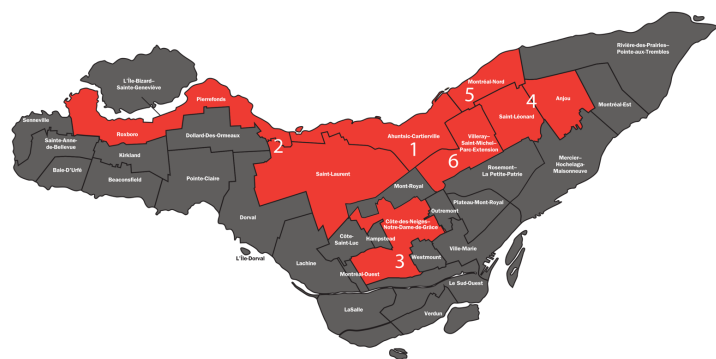 Rivière-des-Prairies–
Pointe-aux-Trembles
L'Île-Bizard–
Sainte-Geneviève
Montréal-Nord
5
Pierrefonds
4
Anjou
Montréal-Est
Saint-Léonard
Senneville
Roxboro
Dollard-Des-Ormeaux
Ahuntsic-Cartierville
1
Villeray–
Saint-Michel–
Parc-Extension
Sainte-Anne-
de-Bellevue
2
Kirkland
6
Mercier–
Hochelaga-
Maisonneuve
Rosemont–
La Petite-Patrie
Baie-D'Urfé
Beaconsfield
Pointe-Claire
Saint-Laurent
Mont-Royal
Plateau-Mont-Royal
Outremont
Dorval
Côte-des-Neiges–
Notre-Dame-de-Grâce
Côte-
Saint-Luc
Hampstead
Ville-Marie
L'Île-Dorval
Lachine
3
Westmount
Montréal-Ouest
Le Sud-Ouest
LaSalle
Verdun